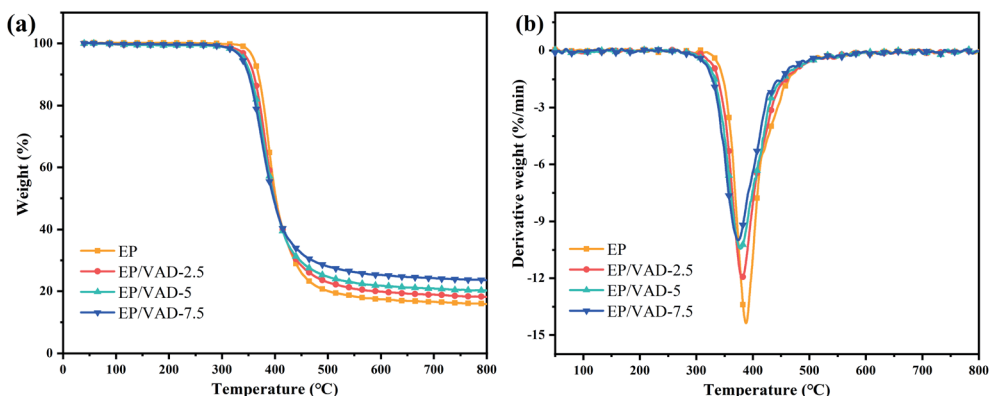 (a)
100
80
60
40
20
0
Weight (%)
EP
EP/VAD-2.5
EP/VAD-5
EP/VAD-7.5
0 100 200 300 400 500 600 700 800
Temperature (℃)
(b)
0
-3
-6
-9
-12
-15
Derivative weight (%/min)
EP
EP/VAD-2.5
EP/VAD-5
EP/VAD-7.5
100 200 300 400 500 600 700 800
Temperature (℃)